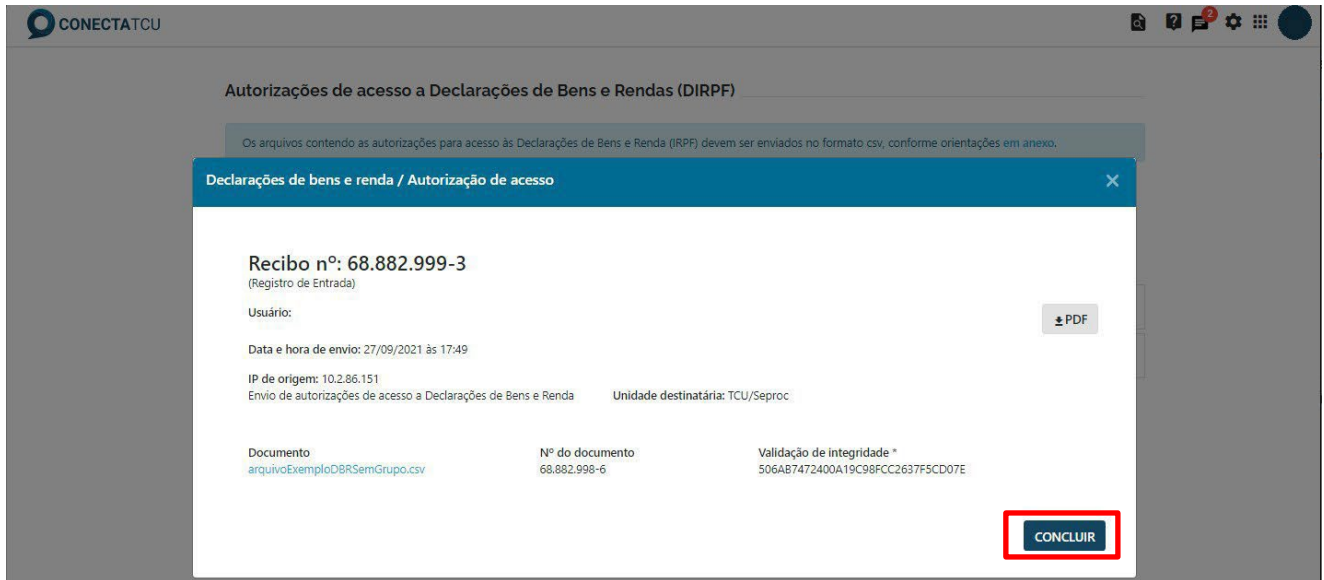 CONECTATCU
2
Autorizações de acesso a Declarações de Bens e Rendas (DIRPF)
Os arquivos contendo as autorizações para acesso às Declarações de Bens e Renda (IRPF) devem ser enviados no formato csv, conforme orientações em anexo.
Declarações de bens e renda / Autorização de acesso
Recibo nº: 68.882.999-3
(Registro de Entrada)
Usuário:
PDF
Data e hora de envio: 27/09/2021 às 17:49
IP de origem: 10.2.86.151
Envio de autorizações de acesso a Declarações de Bens e Renda Unidade destinatária: TCU/Seproc
Documento Nº do documento Validação de integridade *
arquivoExemploDBRSemGrupo.csv 68.882.998-6 506AB7472400A19C98FCC2637F5CD07E
CONCLUIR